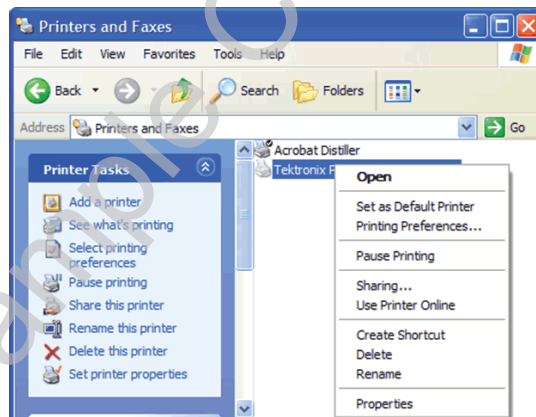 Printers and Faxes
File Edit View Favorites Tools Help
Back Search Folders
Address Printers and Faxes Go
Printer Tasks
Add a printer
See what's printing
Select printing
preferences
Pause printing
Share this printer
Rename this printer
Delete this printer
Set printer properties
Acrobat Distiller
Tektronix
Open
Set as Default Printer
Printing Preferences...
Pause Printing
Sharing...
Use Printer Online
Create Shortcut
Delete
Rename
Properties